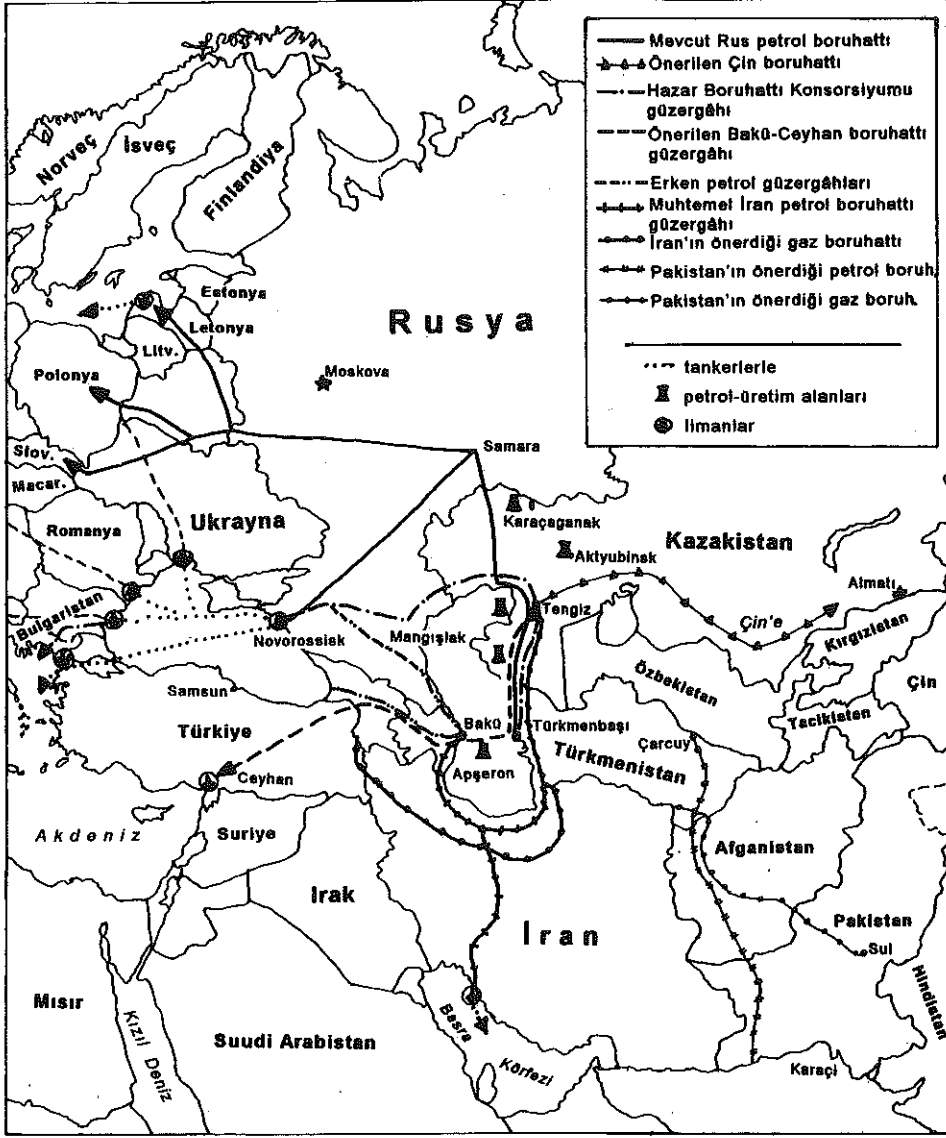 Mevcut Rus petrol boruhattı
Önerilen Çin boruhattı
Hazar Boruhattı Konsorsiyumu
güzergâhı
Önerilen Bakû-Ceyhan boruhattı
güzergâhı
Erken petrol güzergâhları
Muhtemel İran petrol boruhattı
güzergâhı
İran'ın önerdiği gaz boruhattı
Pakistan'ın önerdiği petrol boruh.
Pakistan'ın önerdiği gaz boruh.
tankerlerle
petrol-üretim alanları
limanlar
Norveç
İsveç
Finlandiya
Estonya
Letonya
Litv.
Rusya
Moskova
Polonya
Slov.
Macar.
Samara
Romanya
Ukrayna
Karaçaganak
Aktyubinsk
Kazakistan
Almatı
Bulgaristan
Novorossisk
Mangışlak
Tengiz
Çin'e
Kırgızistan
Samsun
Özbekistan
Çin
Türkiye
Bakû
Türkmenbaşı
Tacikistan
Çarcuy
Türkmenistan
Apşeron
Ceyhan
Akdeniz
Suriye
Afganistan
Irak
İran
Pakistan
Sui
Mısır
Kızıl Deniz
Suudi Arabistan
Basra
Körfezi
Karaçi
Hindistan